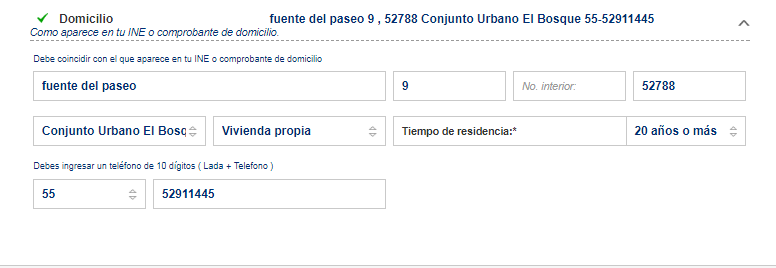 Domicilio fuente del paseo 9 , 52788 Conjunto Urbano El Bosque 55-52911445
Como aparece en tu INE o comprobante de domicilio.
Debe coincidir con el que aparece en tu INE o comprobante de domicilio
fuente del paseo 9 No. interior: 52788
Conjunto Urbano El Bosq Vivienda propia Tiempo de residencia:* 20 años o más
Debes ingresar un teléfono de 10 dígitos ( Lada + Telefono )
55 52911445